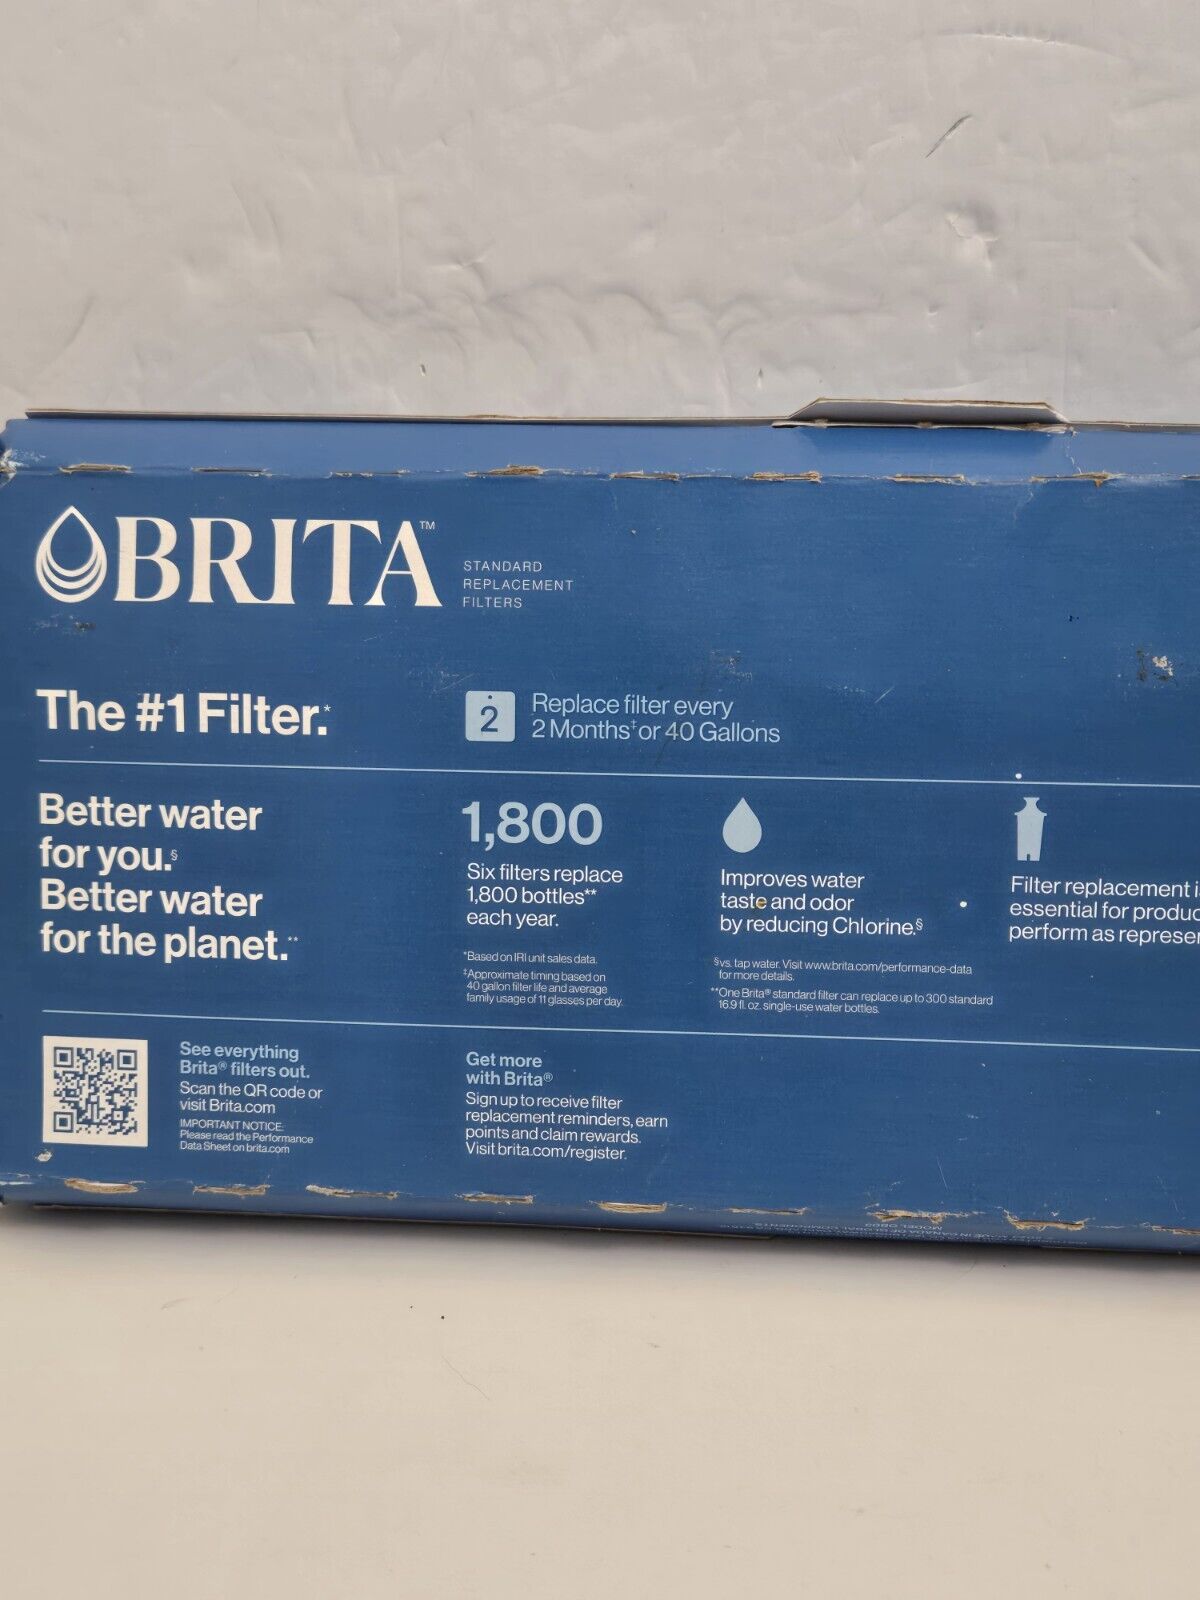 BRITA™
STANDARD
REPLACEMENT
FILTERS
The #1 Filter.*
2
Replace filter every
2 Months‡ or 40 Gallons
Better water
for you.§
Better water
for the planet.**
1,800
Six filters replace
1,800 bottles**
each year.
*Based on IRI unit sales data.
‡Approximate timing based on
40 gallon filter life and average
family usage of 11 glasses per day.
Improves water
taste and odor
by reducing Chlorine.§
§vs. tap water. Visit www.brita.com/performance-data
for more details.
**One Brita® standard filter can replace up to 300 standard
16.9 fl. oz. single-use water bottles.
Filter replacement
essential for
perform as
See everything
Brita® filters out.
Scan the QR code or
visit Brita.com
IMPORTANT NOTICE:
Please read the Performance
Data Sheet on brita.com
Get more
with Brita®
Sign up to receive filter
replacement reminders, earn
points and claim rewards.
Visit brita.com/register.